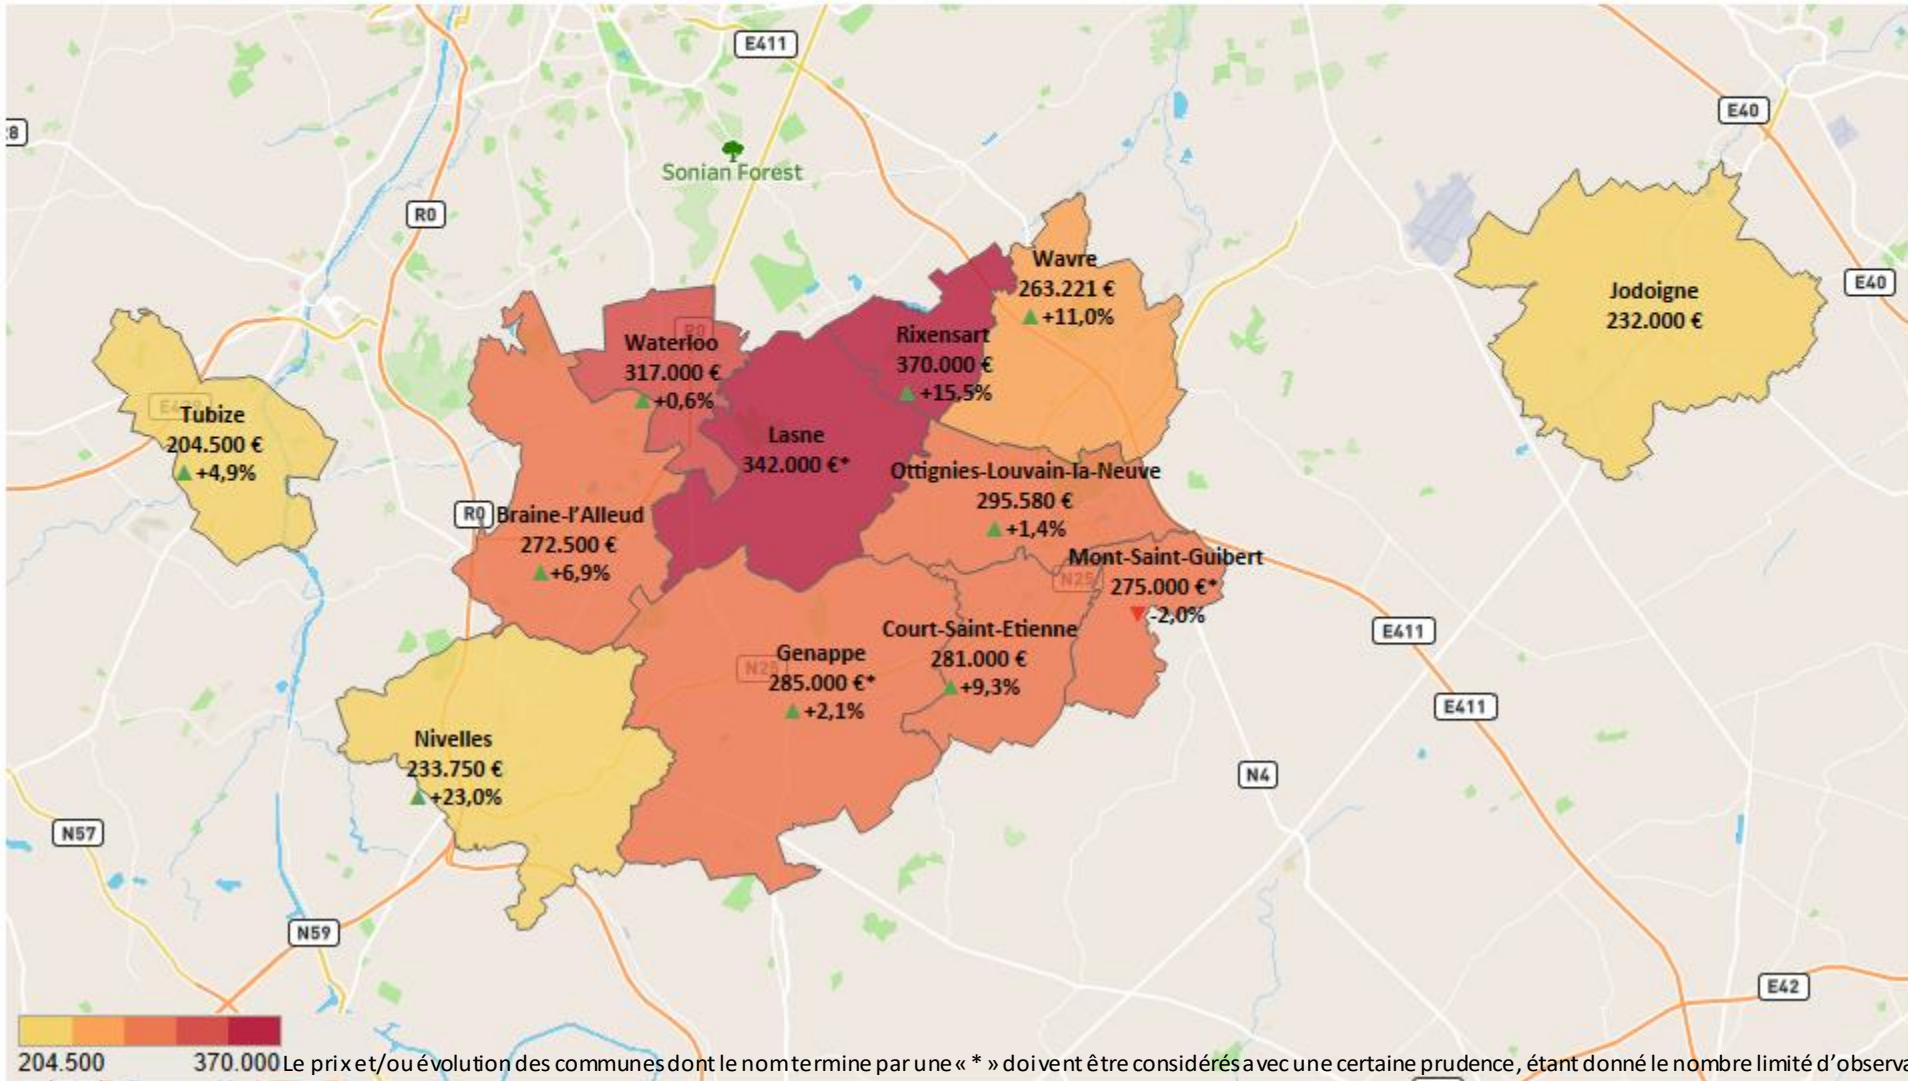 E411
E40
:8
Sonian Forest
R0
E40
Wavre
263.221 €
+11,0%
Jodoigne
232.000 €
R0
Waterloo
317.000 €
+0,6%
Rixensart
370.000 €
+15,5%
Tubize
204.500 €
+4,9%
Lasne
342.000 €*
Ottignies-Louvain-la-Neuve
295.580 €
+1,4%
R0
Braine-l'Alleud
272.500 €
+6,9%
Mont-Saint-Guibert
275.000 €*
-2,0%
N25
Court-Saint-Etienne
281.000 €
+9,3%
E411
Genappe
285.000 €*
+2,1%
N25
E411
Nivelles
233.750 €
+23,0%
N4
N57
N59
E42
204.500 370.000
Le prix et/ou évolution des communes dont le nom termine par une « * » doivent être considérés avec une certaine prudence, étant donné le nombre limité d'observa